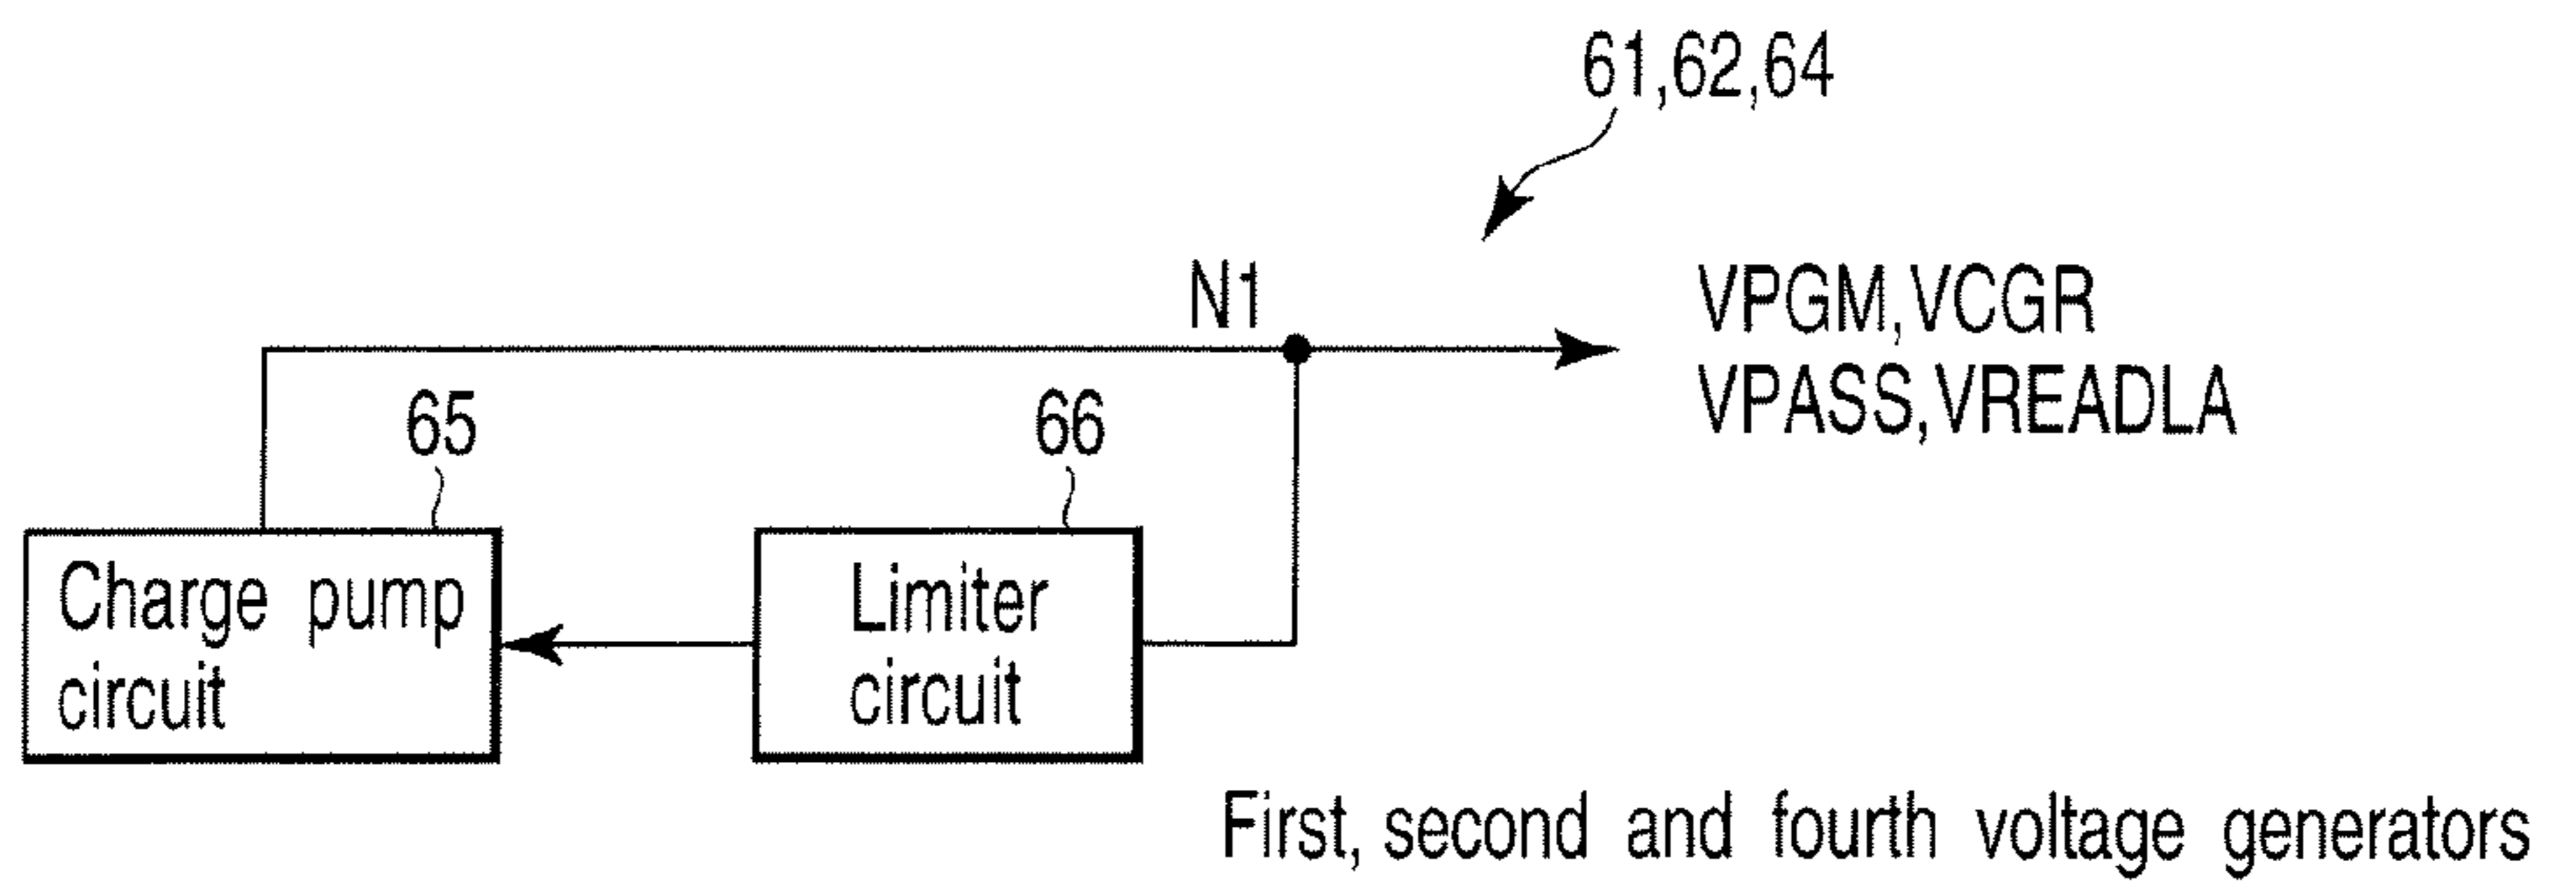 61,62,64
N1
VPGM,VCGR
VPASS,VREADLA
65
66
Charge pump
circuit
Limiter
circuit
First, second and fourth voltage generators